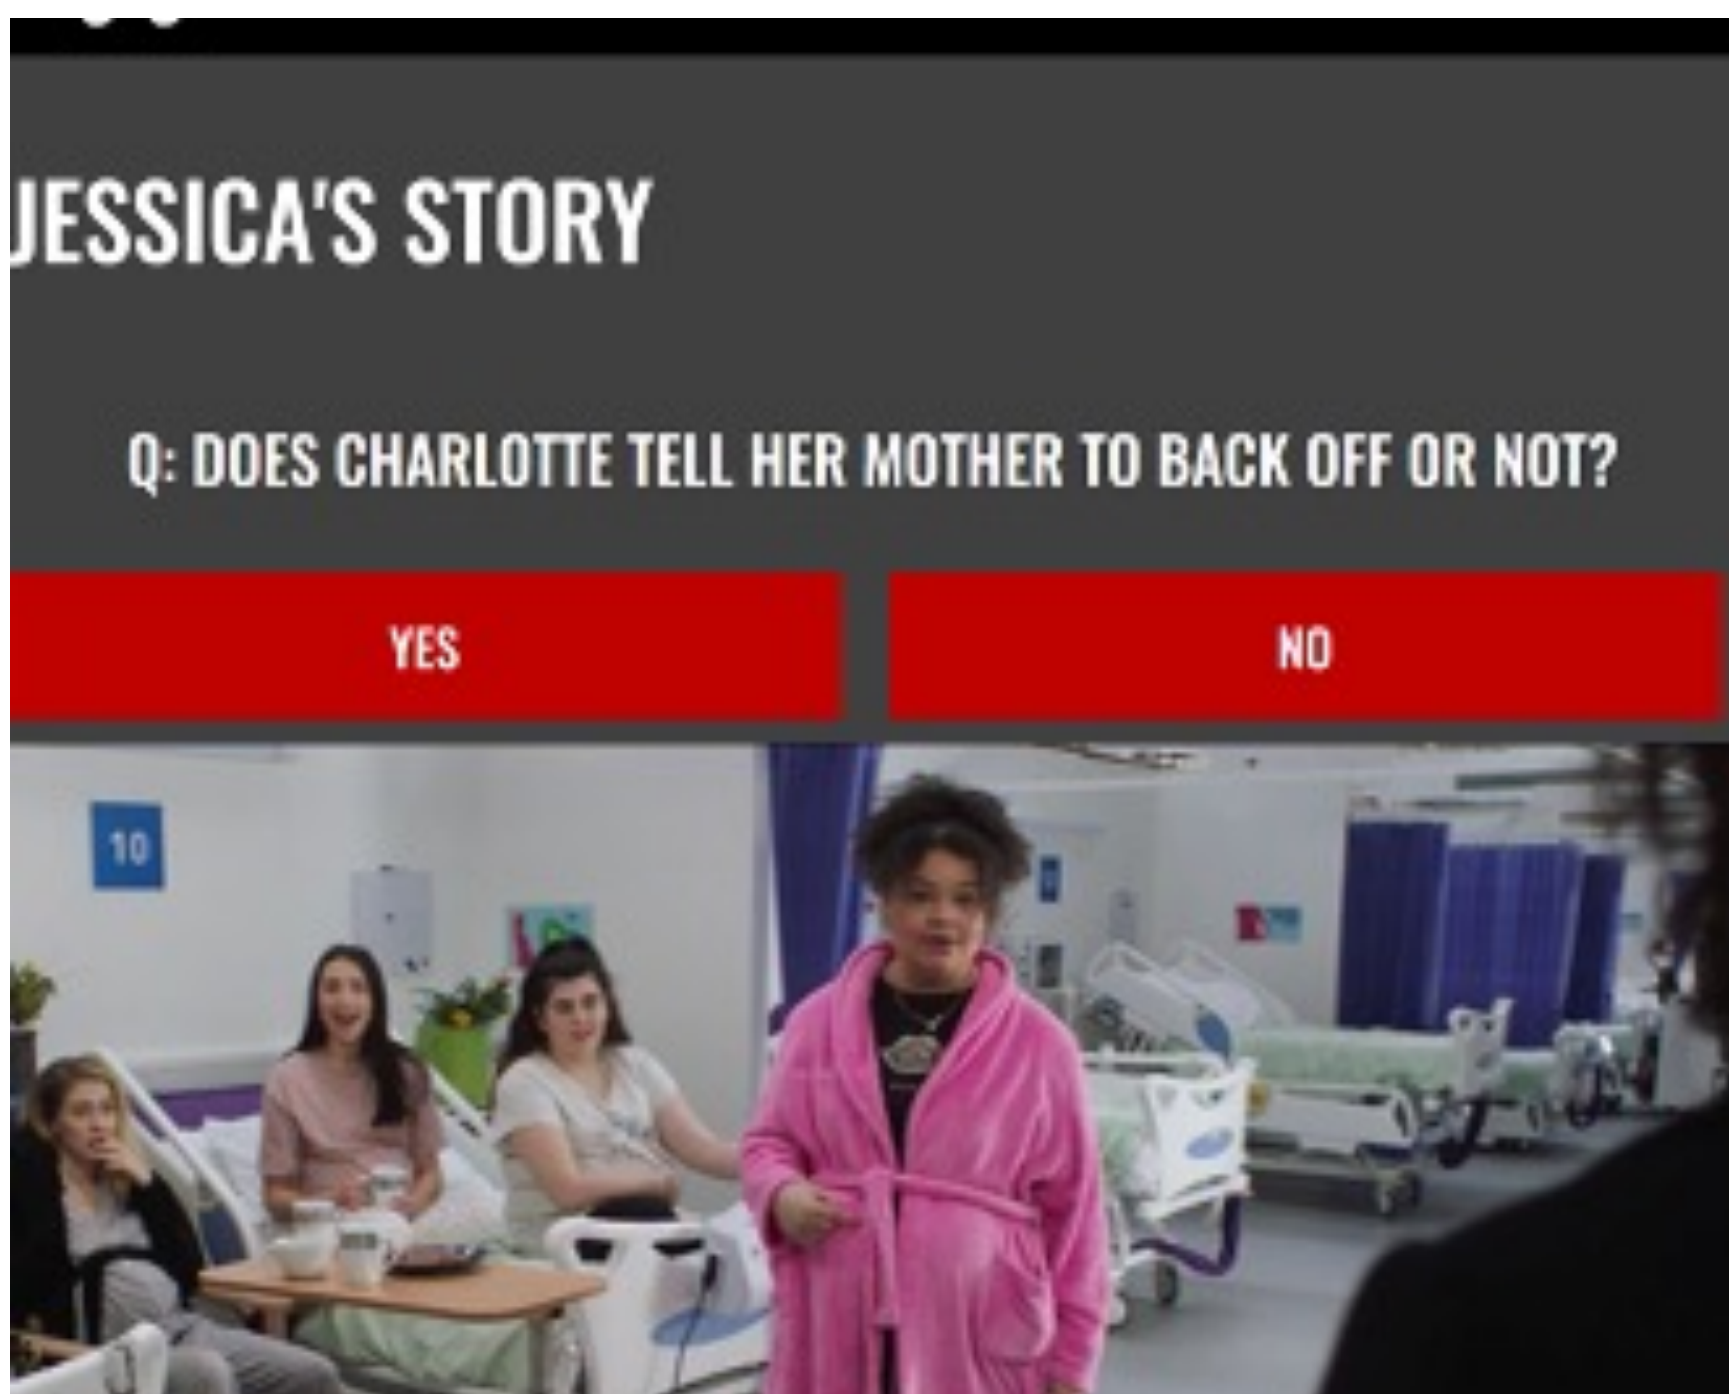 JESSICA'S STORY
Q: DOES CHARLOTTE TELL HER MOTHER TO BACK OFF OR NOT?
YES
NO
10